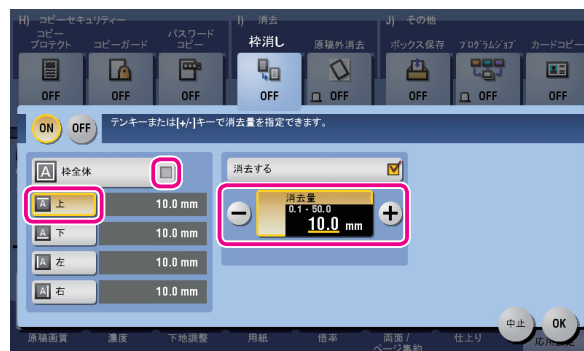 H) コピーセキュリティー
I) 消去
J) その他
コピー
プロテクト
コピーガード
パスワード
コピー
枠消し
原稿外消去
ボックス保存
プログラムジョブ
カードコピー
OFF
OFF
OFF
OFF
OFF
OFF
OFF
OFF
ON
OFF
テンキーまたは[+/-]キーで消去量を指定できます。
A 枠全体
消去する
A 上
10.0 mm
消去量
0.1 - 50.0
10.0 mm
A 下
10.0 mm
A 左
10.0 mm
A 右
10.0 mm
中止
OK
原稿画質
濃度
下地調整
用紙
倍率
両面/
ページ集約
仕上り